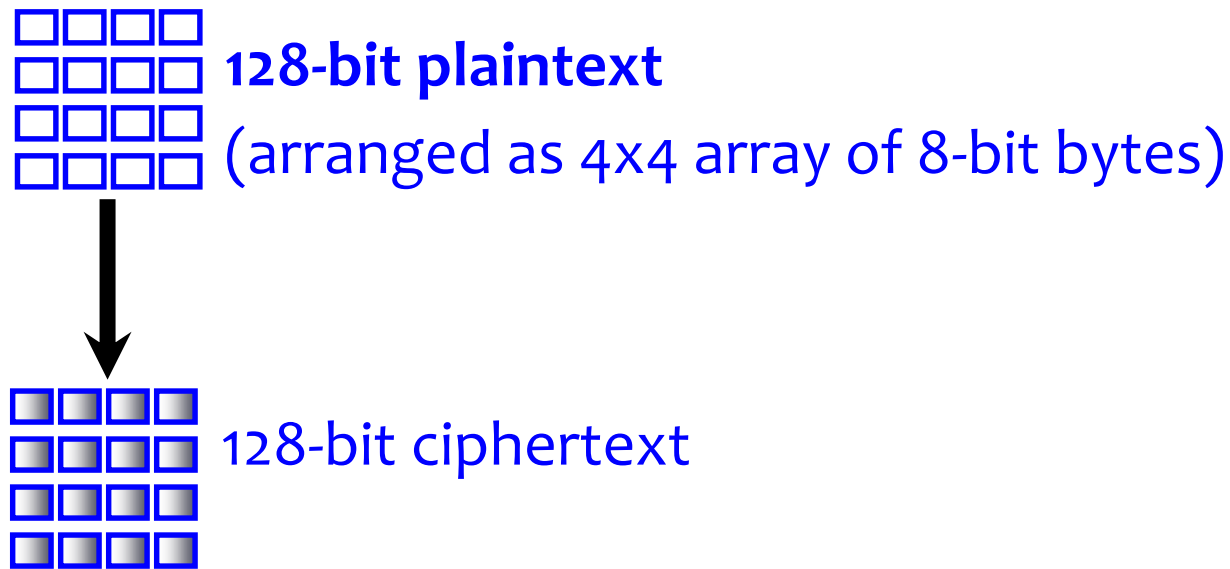 128-bit plaintext
(arranged as 4x4 array of 8-bit bytes)
128-bit ciphertext